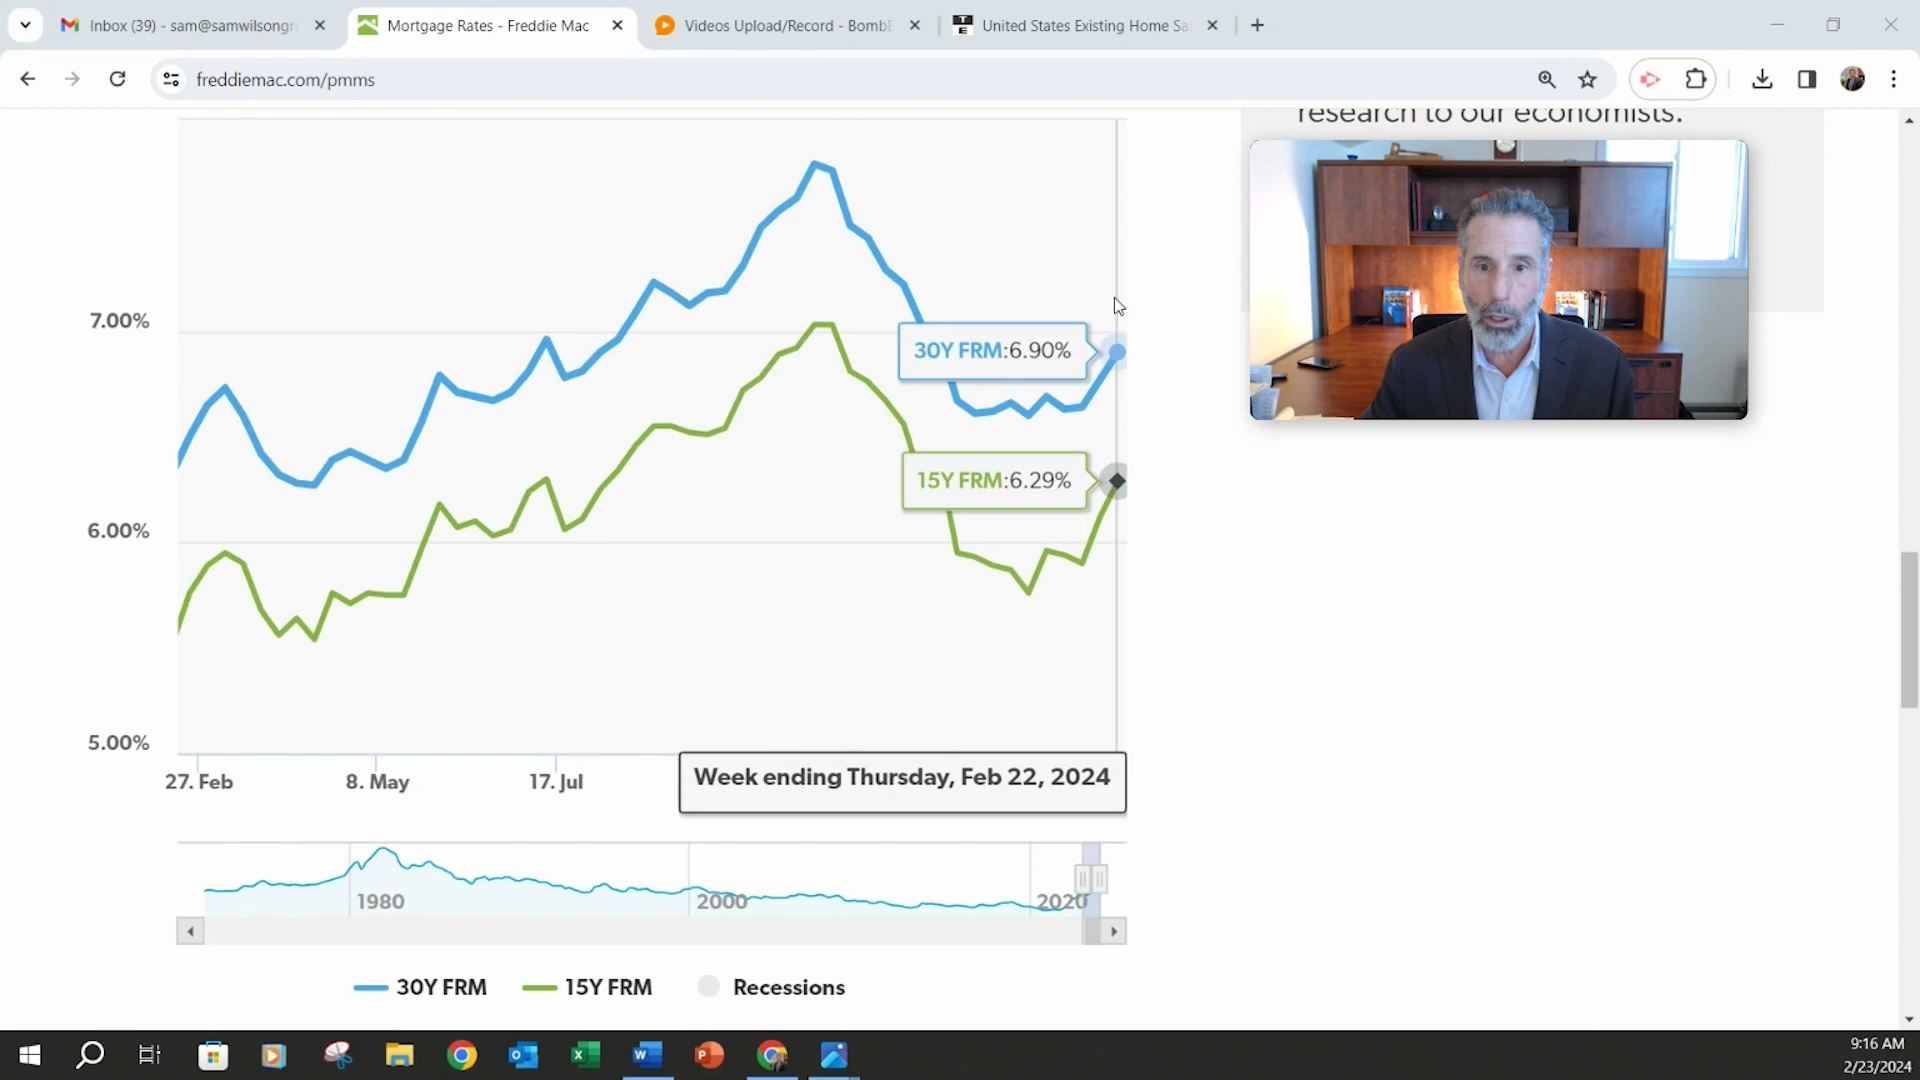 Inbox (39) - sam@samwilsongr
Mortgage Rates - Freddie Mac
Videos Upload/Record - BombB
United States Existing Home Sa
freddiemac.com/pmms
research to our economists.
7.00%
30Y FRM:6.90%
15Y FRM:6.29%
6.00%
5.00%
27. Feb
8. May
17. Jul
Week ending Thursday, Feb 22, 2024
1980
2000
2020
30Y FRM
15Y FRM
Recessions
9:16 AM
2/23/2024